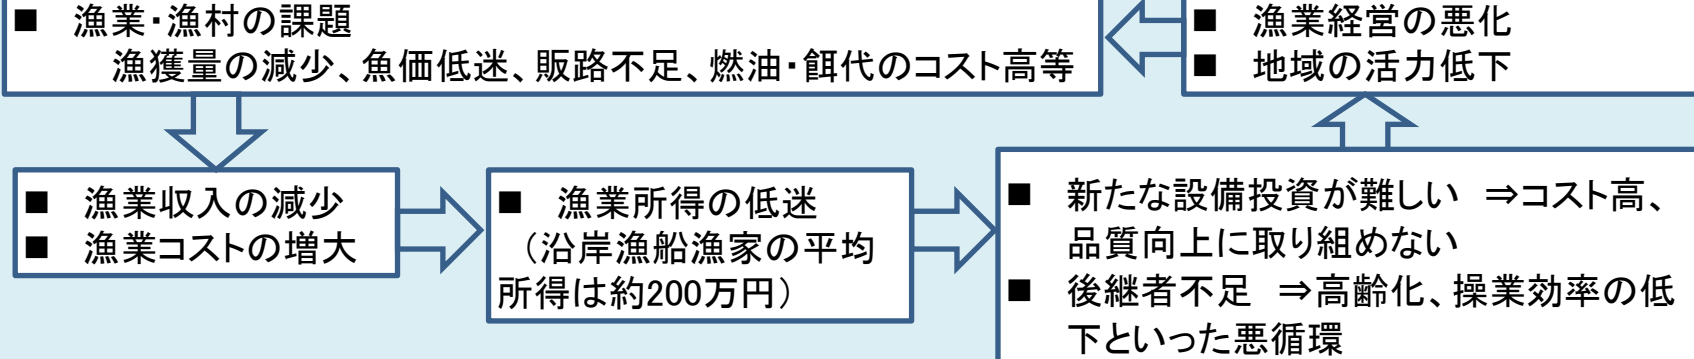 ■ 漁業・漁村の課題
漁獲量の減少、魚価低迷、販路不足、燃油・餌代のコスト高等
■ 漁業経営の悪化
■ 地域の活力低下
■ 漁業収入の減少
■ 漁業コストの増大
■ 漁業所得の低迷
（沿岸漁船漁家の平均
所得は約200万円）
■ 新たな設備投資が難しい ⇒コスト高、
品質向上に取り組めない
■ 後継者不足 ⇒高齢化、操業効率の低
下といった悪循環